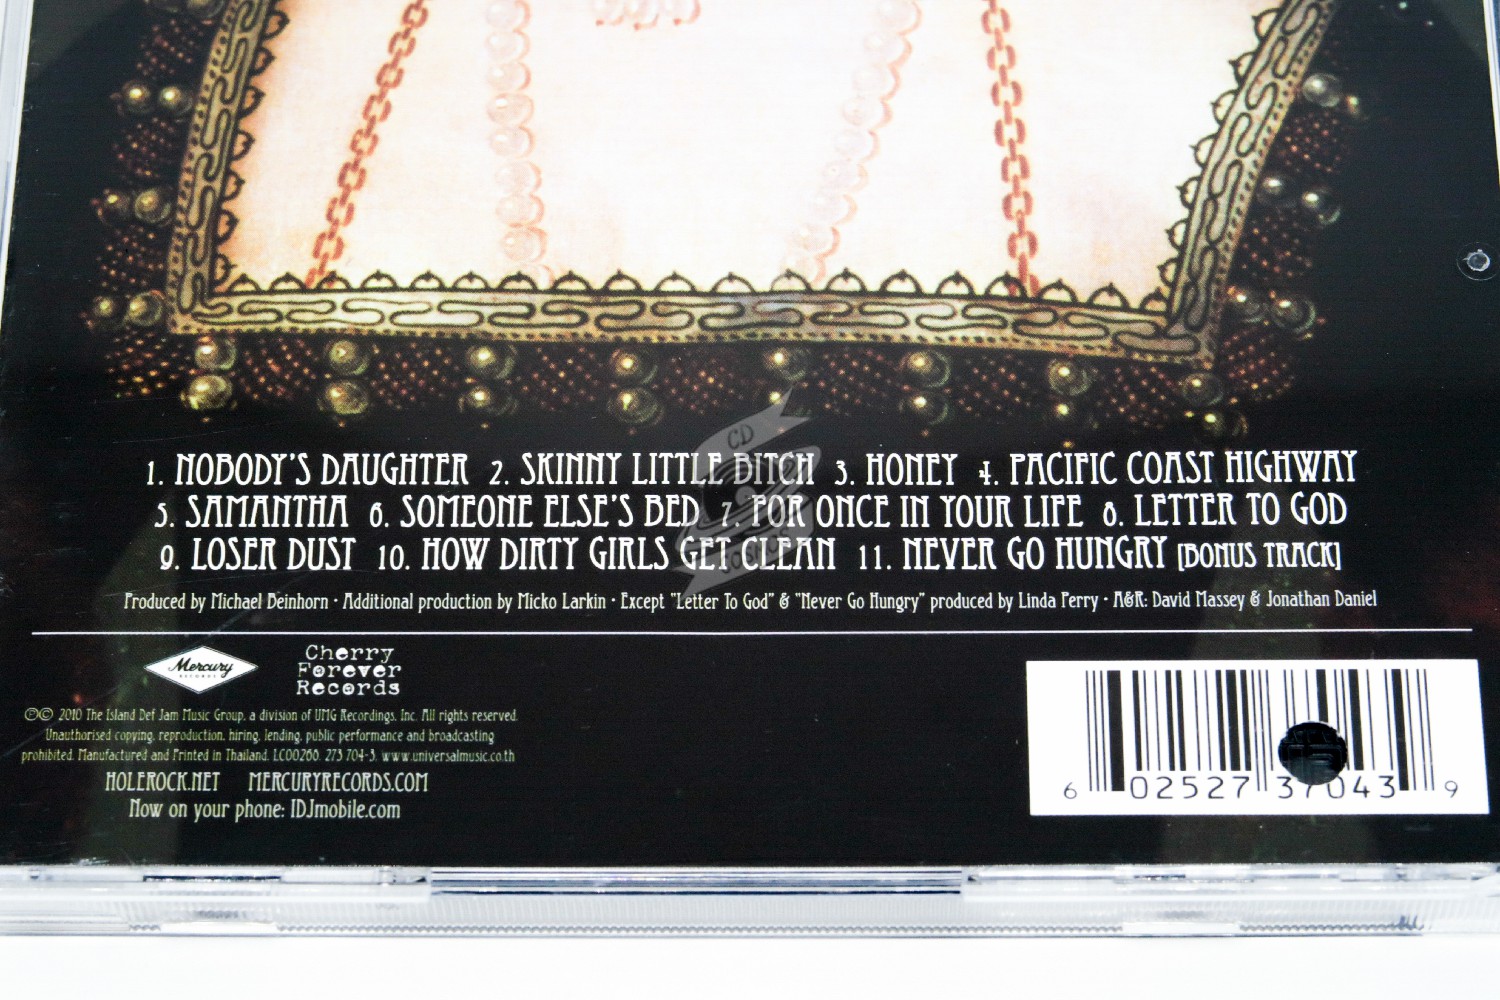 1. NOBODY'S DAUGHTER 2. SKINNY LITTLE BITCH 3. HONEY 4. PACIFIC COAST HIGHWAY
5. SAMANTHA 6. SOMEONE ELSE'S BED 7. FOR ONCE IN YOUR LIFE 8. LETTER TO GOD
9. LOSER DUST 10. HOW DIRTY GIRLS GET CLEAN 11. NEVER GO HUNGRY [BONUS TRACK]
Produced by Michael Beinhorn · Additional production by Micko Larkin · Except "Letter To God" & "Never Go Hungry" produced by Linda Perry · A&R: David Massey & Jonathan Daniel
Mercury
RECORDS
Cherry
Forever
Records
℗© 2010 The Island Def Jam Music Group, a division of UMG Recordings, Inc. All rights reserved.
Unauthorised copying, reproduction, hiring, lending, public performance and broadcasting
prohibited. Manufactured and Printed in Thailand. LC00268. 273 704-3. www.universalmusic.co.th
HOLEROCK.NET MERCURYRECORDS.COM
Now on your phone: IDJmobile.com
6 02527 37043 9
CD